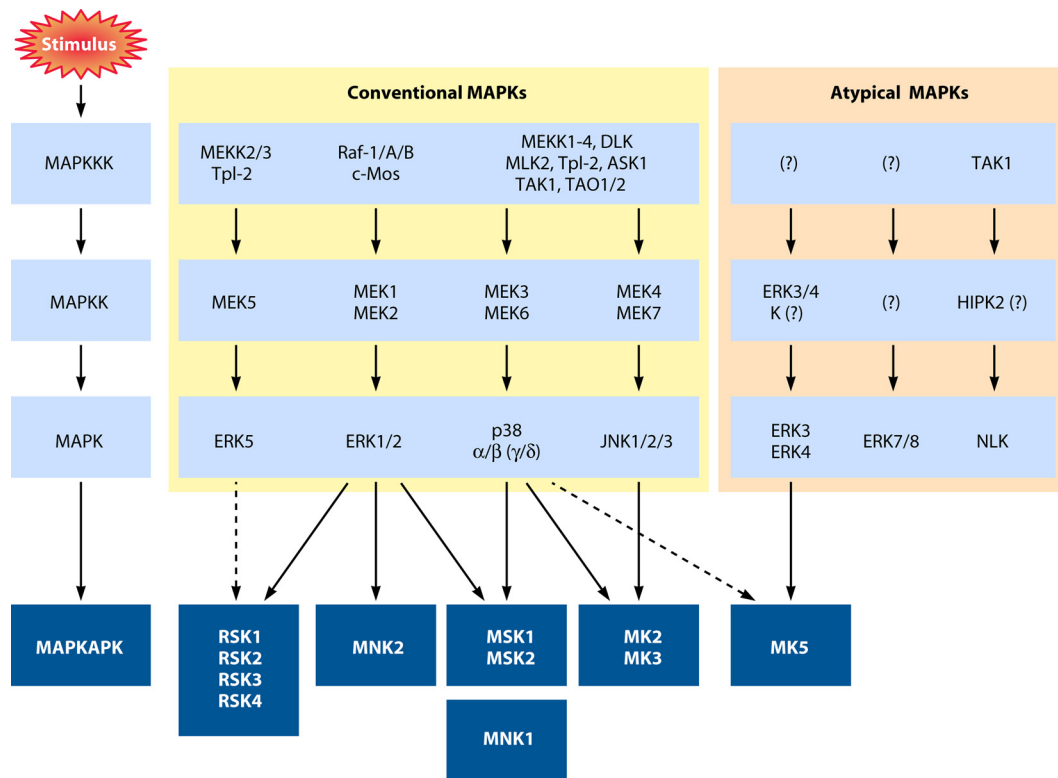 Stimulus
Conventional MAPKs
Atypical MAPKs
MAPKKK
MEKK2/3
Tpl-2
Raf-1/A/B
c-Mos
MEKK1-4, DLK
MLK2, Tpl-2, ASK1
TAK1, TAO1/2
(?)
(?)
TAK1
MAPKK
MEK5
MEK1
MEK2
MEK3
MEK6
MEK4
MEK7
ERK3/4
K (?)
(?)
HIPK2 (?)
MAPK
ERK5
ERK1/2
p38
α/β (γ/δ)
JNK1/2/3
ERK3
ERK4
ERK7/8
NLK
MAPKAPK
RSK1
RSK2
RSK3
RSK4
MNK2
MSK1
MSK2
MK2
MK3
MK5
MNK1